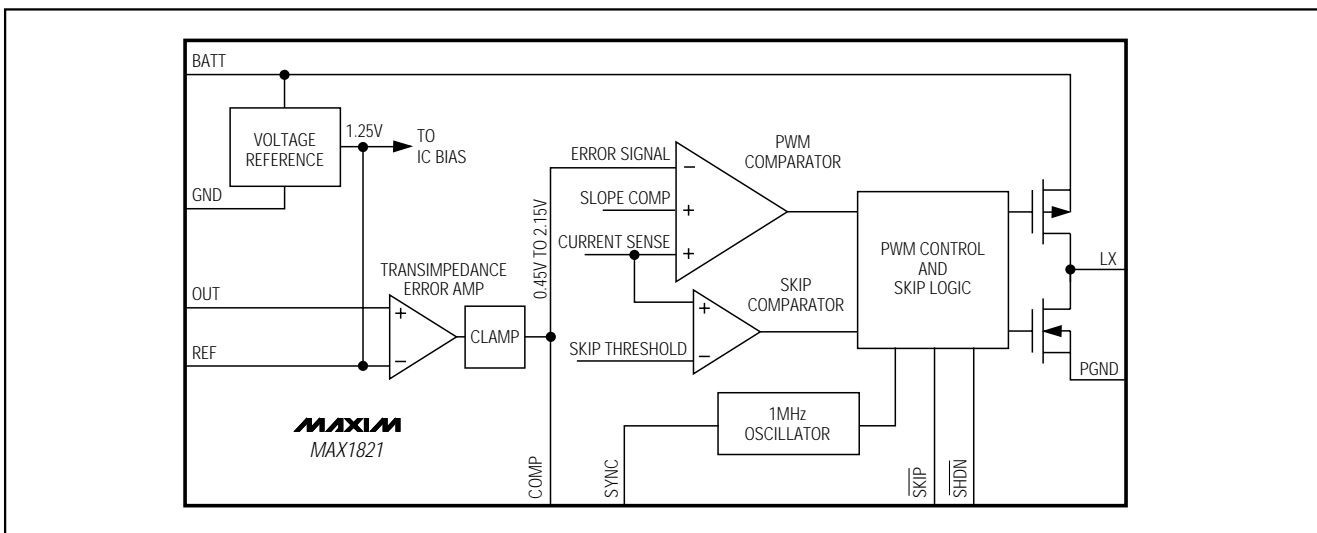 BATT
VOLTAGE
REFERENCE
1.25V
TO
IC BIAS
GND
ERROR SIGNAL
−
SLOPE COMP
+
CURRENT SENSE
+
PWM
COMPARATOR
0.45V TO 2.15V
PWM CONTROL
AND
SKIP LOGIC
LX
TRANSIMPEDANCE
ERROR AMP
OUT
+
REF
−
CLAMP
SKIP
COMPARATOR
+
SKIP THRESHOLD
−
PGND
MAXIM
MAX1821
1MHz
OSCILLATOR
COMP
SYNC
S̅K̅I̅P̅
S̅H̅D̅N̅